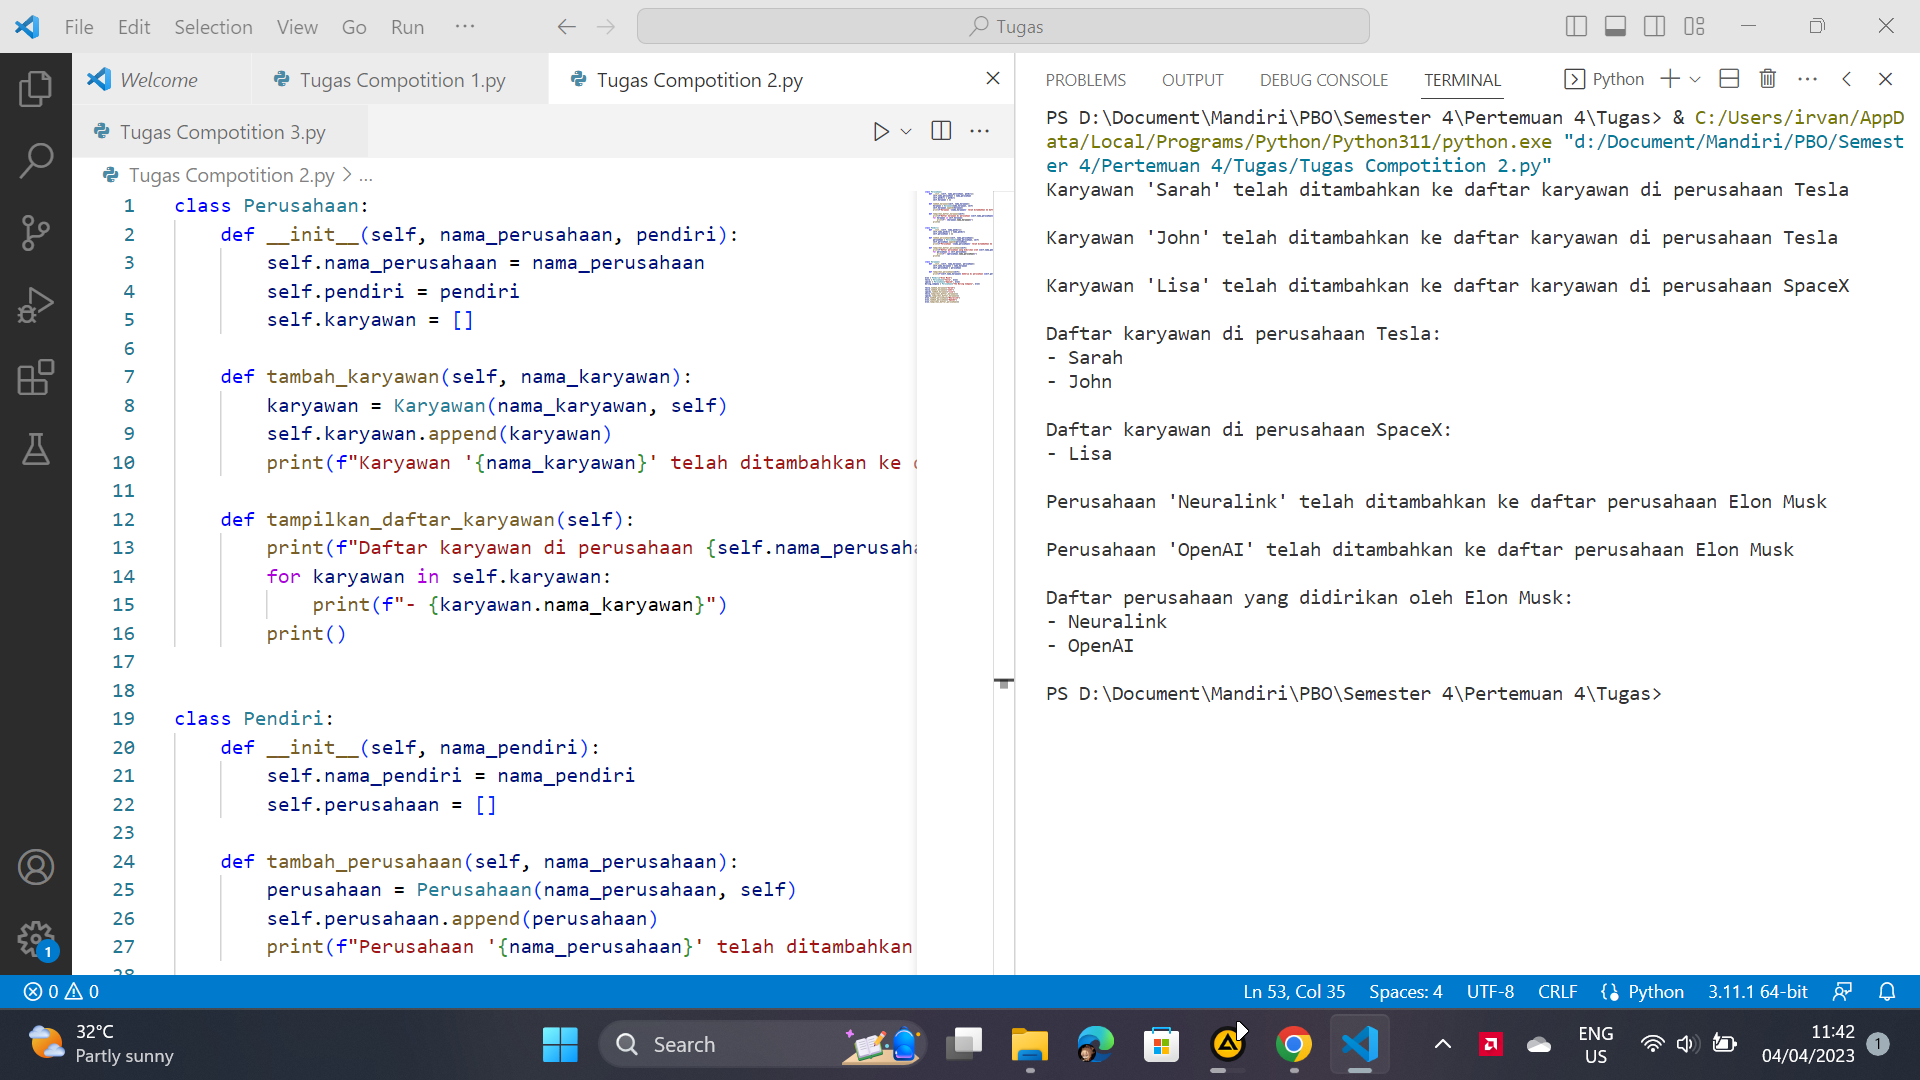 File Edit Selection View Go Run ···
Tugas
Welcome
Tugas Compotition 1.py
Tugas Compotition 2.py
Tugas Compotition 3.py
Tugas Compotition 2.py > ...
1 class Perusahaan:
2 def __init__(self, nama_perusahaan, pendiri):
3 self.nama_perusahaan = nama_perusahaan
4 self.pendiri = pendiri
5 self.karyawan = []
6
7 def tambah_karyawan(self, nama_karyawan):
8 karyawan = Karyawan(nama_karyawan, self)
9 self.karyawan.append(karyawan)
10 print(f"Karyawan '{nama_karyawan}' telah ditambahkan ke
11
12 def tampilkan_daftar_karyawan(self):
13 print(f"Daftar karyawan di perusahaan {self.nama_perusaha
14 for karyawan in self.karyawan:
15 print(f"- {karyawan.nama_karyawan}")
16 print()
17
18
19 class Pendiri:
20 def __init__(self, nama_pendiri):
21 self.nama_pendiri = nama_pendiri
22 self.perusahaan = []
23
24 def tambah_perusahaan(self, nama_perusahaan):
25 perusahaan = Perusahaan(nama_perusahaan, self)
26 self.perusahaan.append(perusahaan)
27 print(f"Perusahaan '{nama_perusahaan}' telah ditambahkan
28
PROBLEMS OUTPUT DEBUG CONSOLE TERMINAL
Python
PS D:\Document\Mandiri\PBO\Semester 4\Pertemuan 4\Tugas> & C:/Users/irvan/AppD
ata/Local/Programs/Python/Python311/python.exe "d:/Document/Mandiri/PBO/Semest
er 4/Pertemuan 4/Tugas/Tugas Compotition 2.py"
Karyawan 'Sarah' telah ditambahkan ke daftar karyawan di perusahaan Tesla
Karyawan 'John' telah ditambahkan ke daftar karyawan di perusahaan Tesla
Karyawan 'Lisa' telah ditambahkan ke daftar karyawan di perusahaan SpaceX
Daftar karyawan di perusahaan Tesla:
- Sarah
- John
Daftar karyawan di perusahaan SpaceX:
- Lisa
Perusahaan 'Neuralink' telah ditambahkan ke daftar perusahaan Elon Musk
Perusahaan 'OpenAI' telah ditambahkan ke daftar perusahaan Elon Musk
Daftar perusahaan yang didirikan oleh Elon Musk:
- Neuralink
- OpenAI
PS D:\Document\Mandiri\PBO\Semester 4\Pertemuan 4\Tugas>
1
0 0
Ln 53, Col 35 Spaces: 4 UTF-8 CRLF Python 3.11.1 64-bit
32°C
Partly sunny
Search
ENG
US
11:42
04/04/2023
1